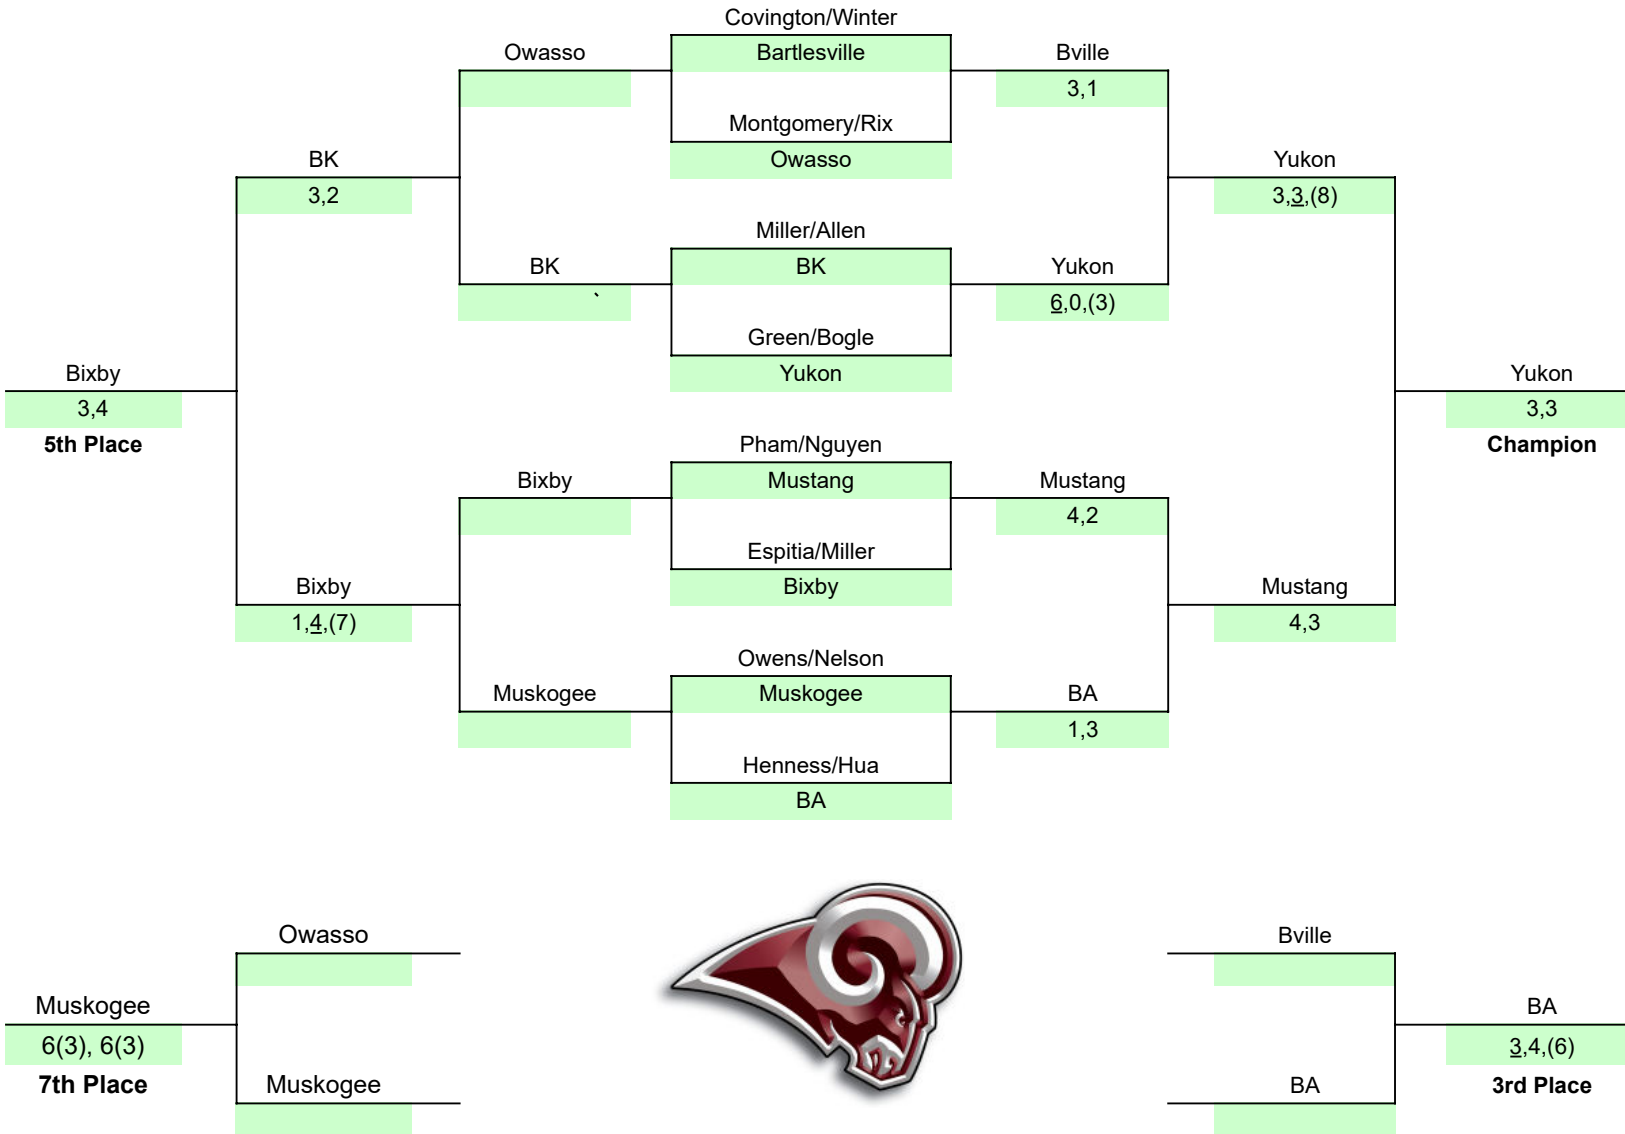 Covington/Winter
Owasso Bartlesville Bville
3,1
Montgomery/Rix
BK Owasso Yukon
3,2 3,3,(8)
Miller/Allen
BK BK Yukon
` 6,0,(3)
Green/Bogle
Bixby Yukon Yukon
3,4 3,3
5th Place Pham/Nguyen Champion
Bixby Mustang Mustang
4,2
Espitia/Miller
Bixby Bixby Mustang
1,4,(7) 4,3
Owens/Nelson
Muskogee Muskogee BA
1,3
Henness/Hua
BA
Owasso Bville
Muskogee BA
6(3), 6(3) 3,4,(6)
7th Place Muskogee BA 3rd Place